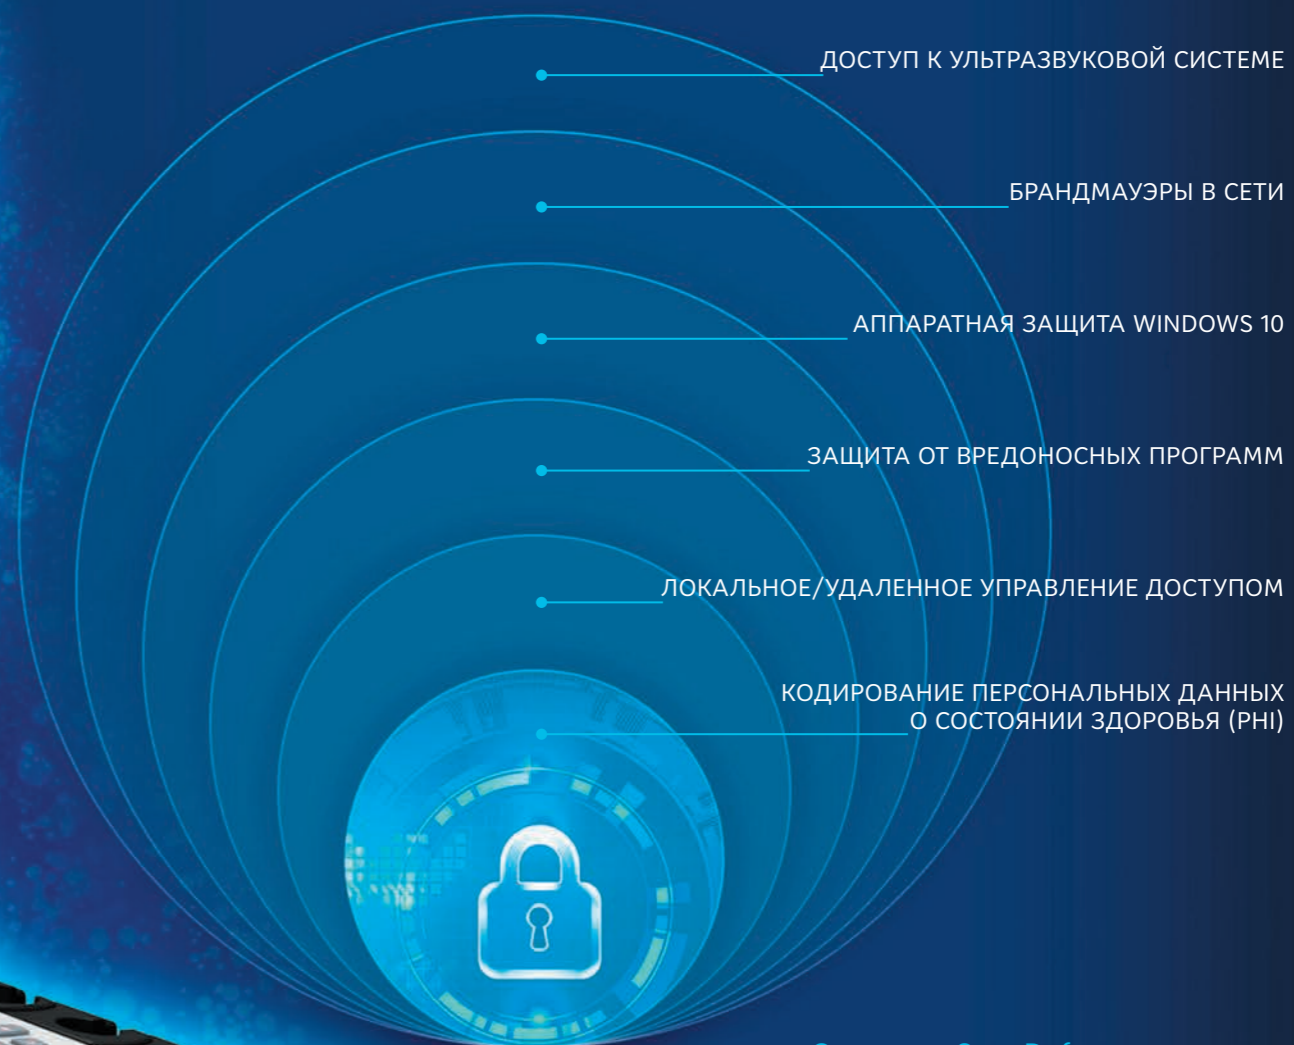 ДОСТУП К УЛЬТРАЗВУКОВОЙ СИСТЕМЕ
БРАНДМАУЭРЫ В СЕТИ
АППАРАТНАЯ ЗАЩИТА WINDOWS 10
ЗАЩИТА ОТ ВРЕДОНОСНЫХ ПРОГРАММ
ЛОКАЛЬНОЕ/УДАЛЕННОЕ УПРАВЛЕНИЕ ДОСТУПОМ
КОДИРОВАНИЕ ПЕРСОНАЛЬНЫХ ДАННЫХ
О СОСТОЯНИИ ЗДОРОВЬЯ (PHI)